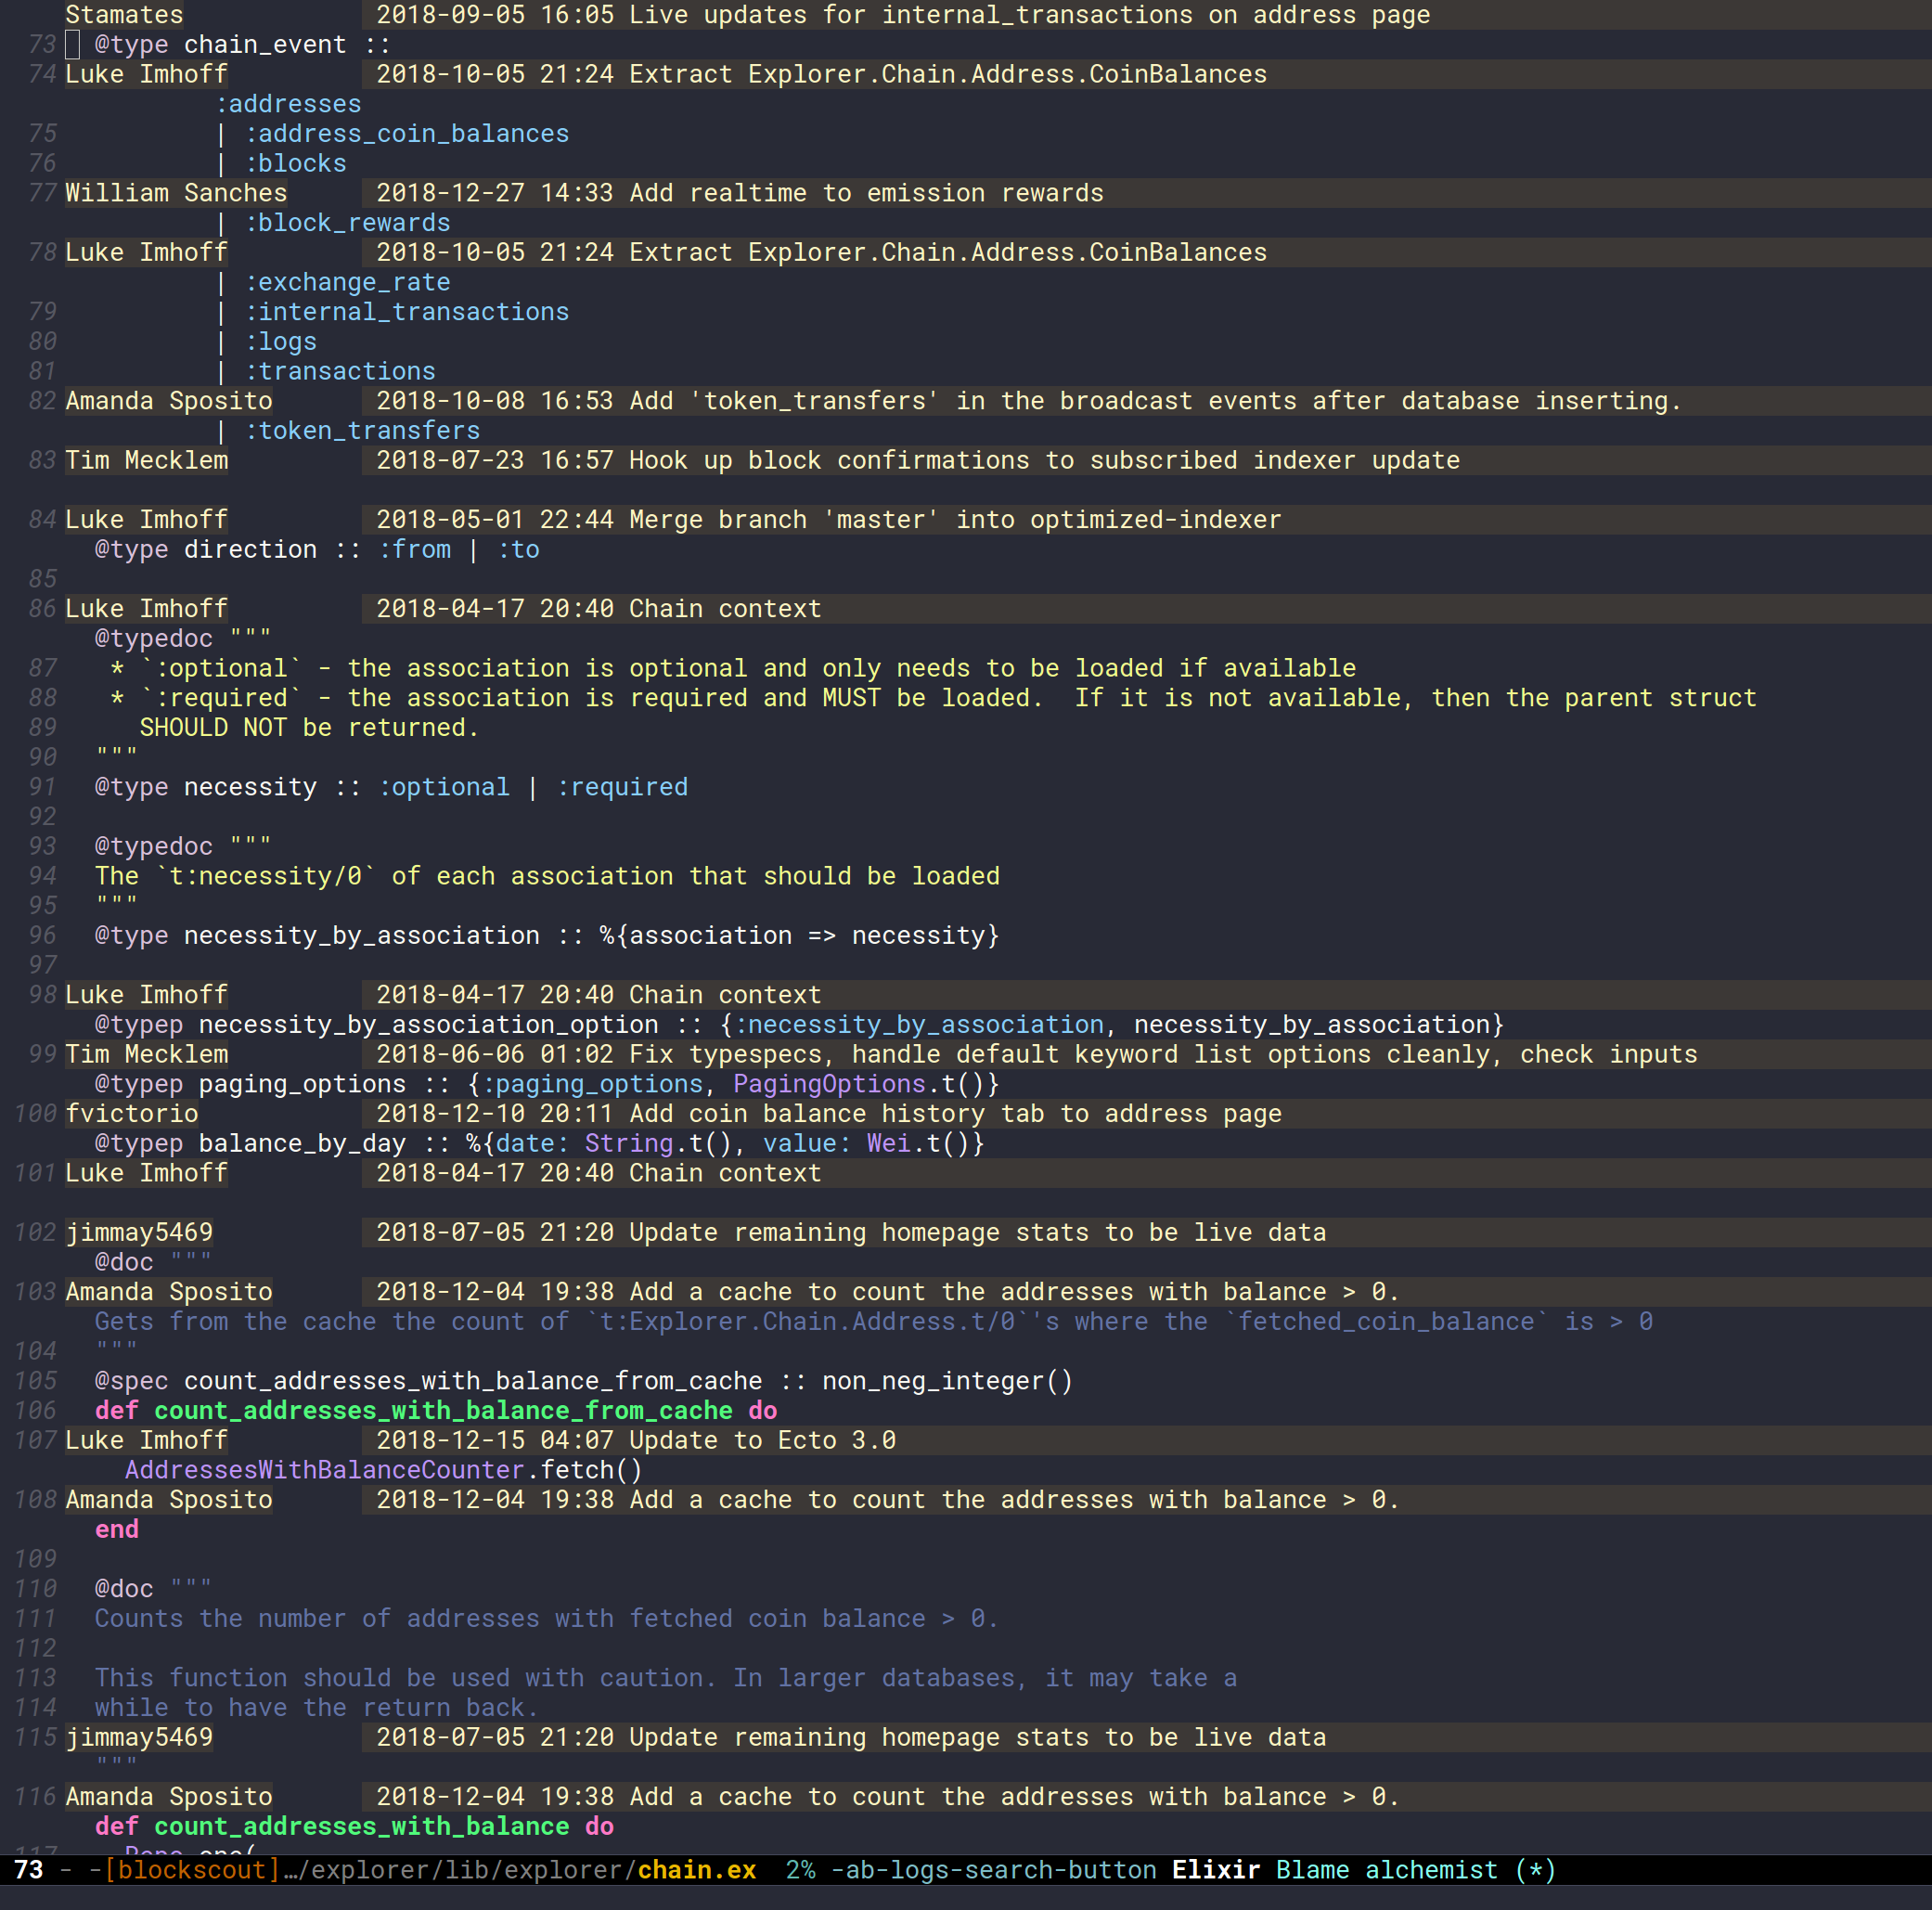 Stamates 2018-09-05 16:05 Live updates for internal_transactions on address page
73 @type chain_event ::
74 Luke Imhoff 2018-10-05 21:24 Extract Explorer.Chain.Address.CoinBalances
:addresses
75 | :address_coin_balances
76 | :blocks
77 William Sanches 2018-12-27 14:33 Add realtime to emission rewards
| :block_rewards
78 Luke Imhoff 2018-10-05 21:24 Extract Explorer.Chain.Address.CoinBalances
| :exchange_rate
79 | :internal_transactions
80 | :logs
81 | :transactions
82 Amanda Sposito 2018-10-08 16:53 Add 'token_transfers' in the broadcast events after database inserting.
| :token_transfers
83 Tim Mecklem 2018-07-23 16:57 Hook up block confirmations to subscribed indexer update
84 Luke Imhoff 2018-05-01 22:44 Merge branch 'master' into optimized-indexer
@type direction :: :from | :to
85
86 Luke Imhoff 2018-04-17 20:40 Chain context
@typedoc """
87 * `:optional` - the association is optional and only needs to be loaded if available
88 * `:required` - the association is required and MUST be loaded.  If it is not available, then the parent struct
89 SHOULD NOT be returned.
90 """
91 @type necessity :: :optional | :required
92
93 @typedoc """
94 The `t:necessity/0` of each association that should be loaded
95 """
96 @type necessity_by_association :: %{association => necessity}
97
98 Luke Imhoff 2018-04-17 20:40 Chain context
@typep necessity_by_association_option :: {:necessity_by_association, necessity_by_association}
99 Tim Mecklem 2018-06-06 01:02 Fix typespecs, handle default keyword list options cleanly, check inputs
@typep paging_options :: {:paging_options, PagingOptions.t()}
100 fvictorio 2018-12-10 20:11 Add coin balance history tab to address page
@typep balance_by_day :: %{date: String.t(), value: Wei.t()}
101 Luke Imhoff 2018-04-17 20:40 Chain context
102 jimmay5469 2018-07-05 21:20 Update remaining homepage stats to be live data
@doc """
103 Amanda Sposito 2018-12-04 19:38 Add a cache to count the addresses with balance > 0.
Gets from the cache the count of `t:Explorer.Chain.Address.t/0`'s where the `fetched_coin_balance` is > 0
104 """
105 @spec count_addresses_with_balance_from_cache :: non_neg_integer()
106 def count_addresses_with_balance_from_cache do
107 Luke Imhoff 2018-12-15 04:07 Update to Ecto 3.0
AddressesWithBalanceCounter.fetch()
108 Amanda Sposito 2018-12-04 19:38 Add a cache to count the addresses with balance > 0.
end
109
110 @doc """
111 Counts the number of addresses with fetched coin balance > 0.
112
113 This function should be used with caution. In larger databases, it may take a
114 while to have the return back.
115 jimmay5469 2018-07-05 21:20 Update remaining homepage stats to be live data
"""
116 Amanda Sposito 2018-12-04 19:38 Add a cache to count the addresses with balance > 0.
def count_addresses_with_balance do
117 Repo.one(
73 - -[blockscout]…/explorer/lib/explorer/chain.ex 2% -ab-logs-search-button Elixir Blame alchemist (*)